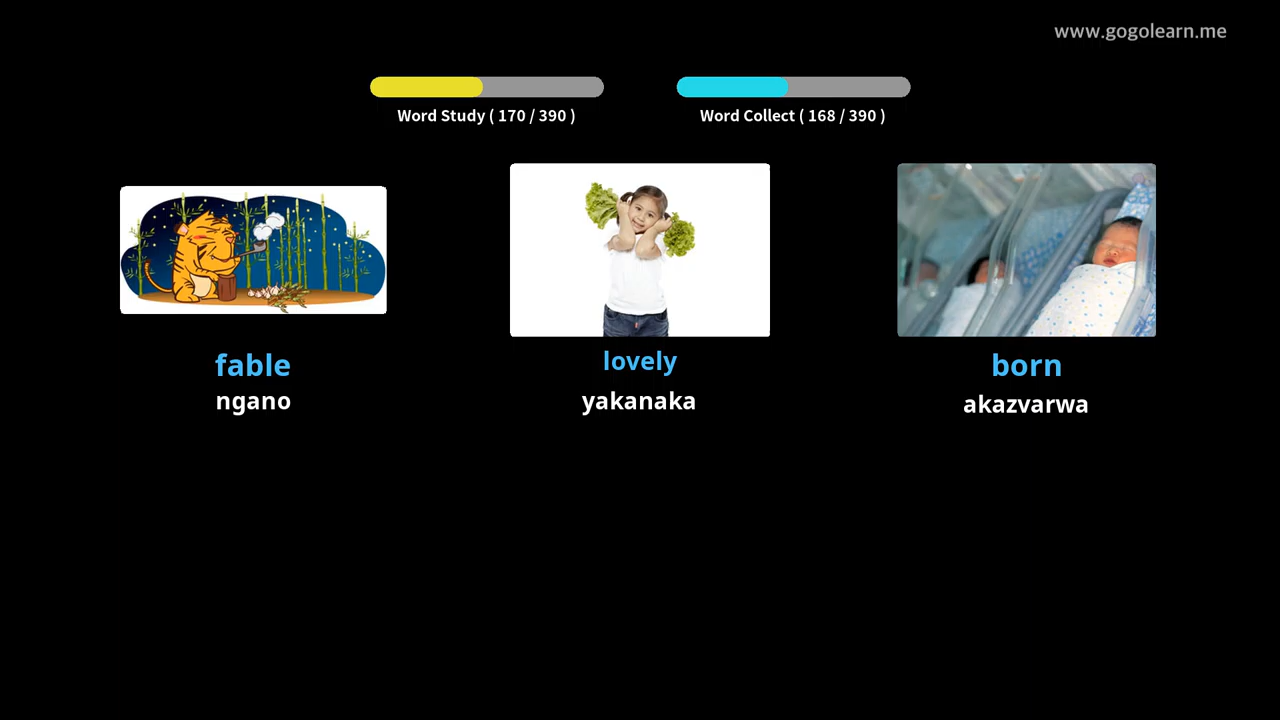 www.gogolearn.me
Word Study ( 170 / 390 )
Word Collect ( 168 / 390 )
fable
ngano
lovely
yakanaka
born
akazvarwa